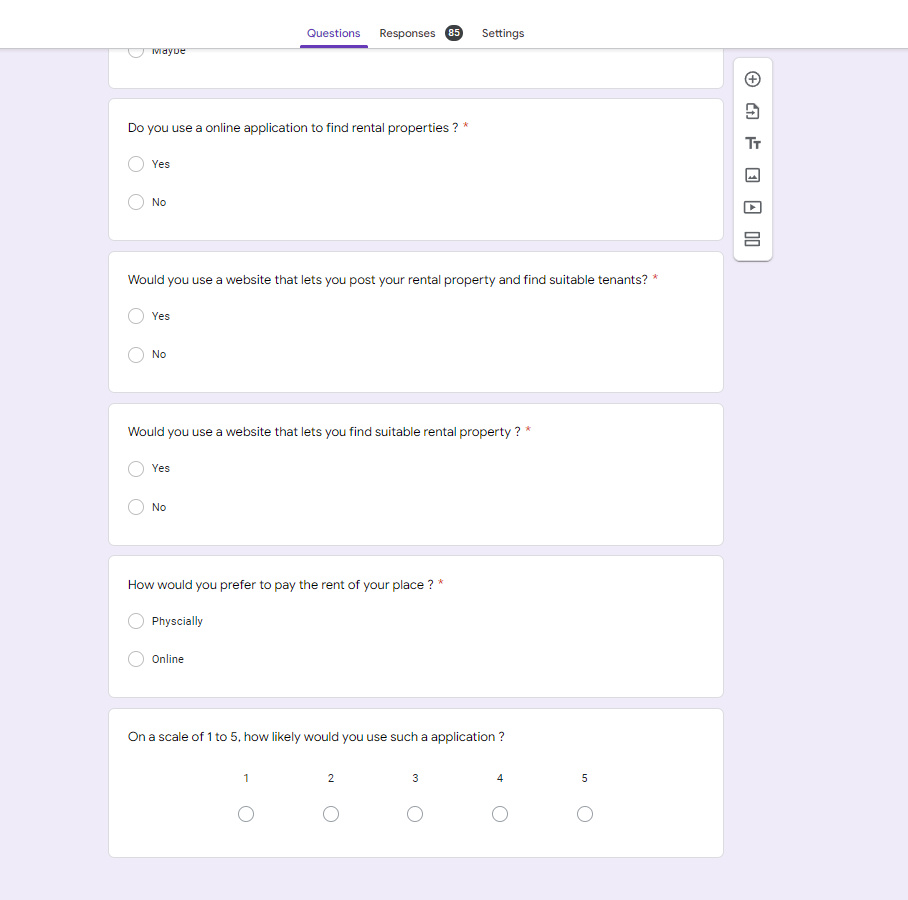 Questions Responses 85 Settings
Maybe
Do you use a online application to find rental properties ? *
Yes
No
Would you use a website that lets you post your rental property and find suitable tenants? *
Yes
No
Would you use a website that lets you find suitable rental property ? *
Yes
No
How would you prefer to pay the rent of your place ? *
Physcially
Online
On a scale of 1 to 5, how likely would you use such a application ?
1 2 3 4 5